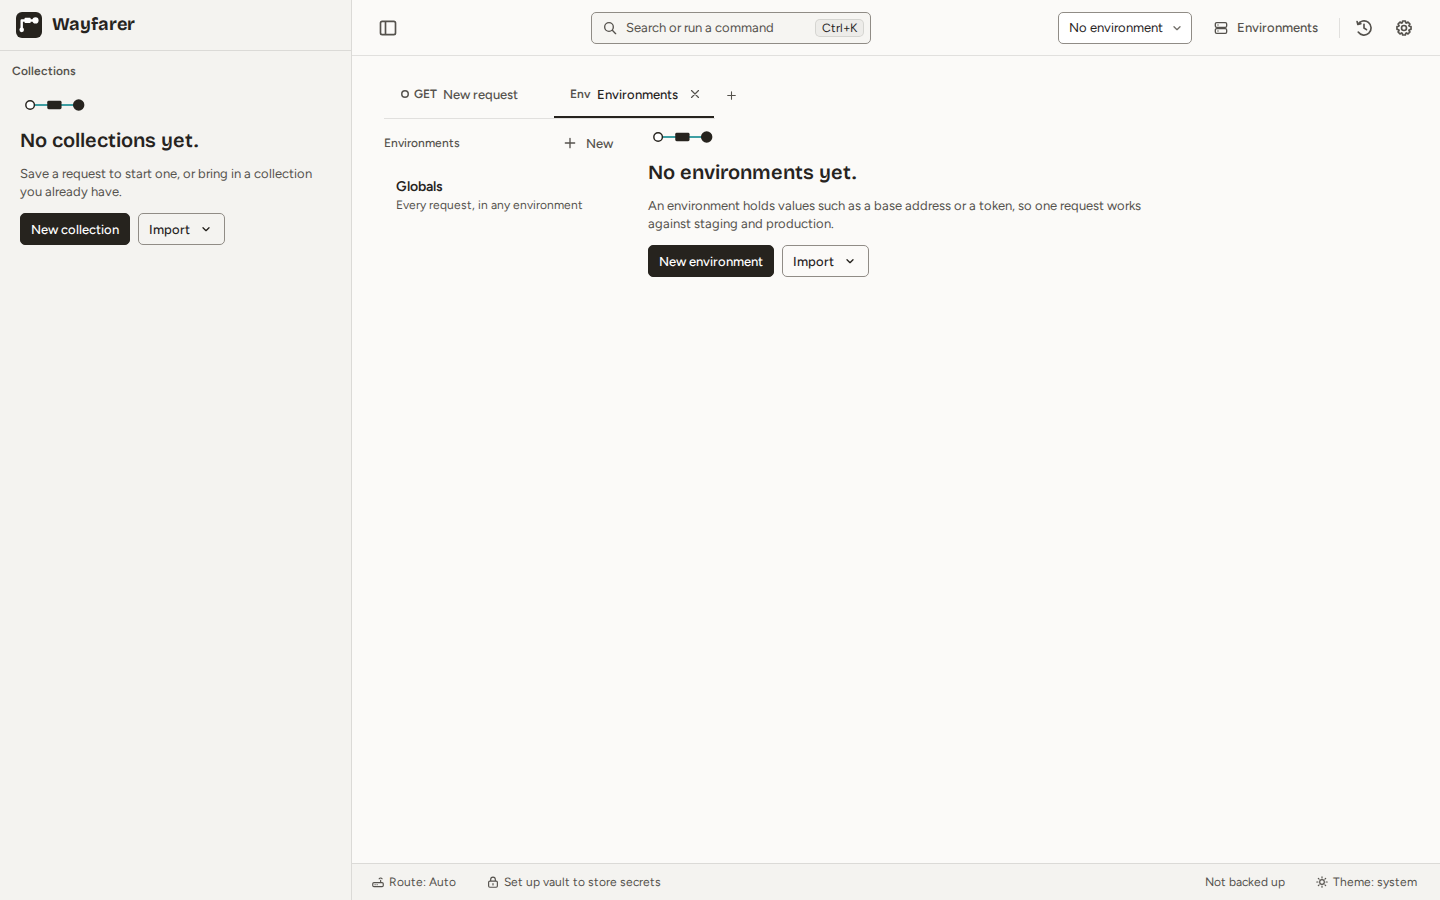 Wayfarer
Search or run a command
Ctrl+K
No environment
Environments
Collections
No collections yet.
Save a request to start one, or bring in a collection
you already have.
New collection
Import
GET New request
Env Environments
Environments
New
Globals
Every request, in any environment
No environments yet.
An environment holds values such as a base address or a token, so one request works
against staging and production.
New environment
Import
Route: Auto
Set up vault to store secrets
Not backed up
Theme: system